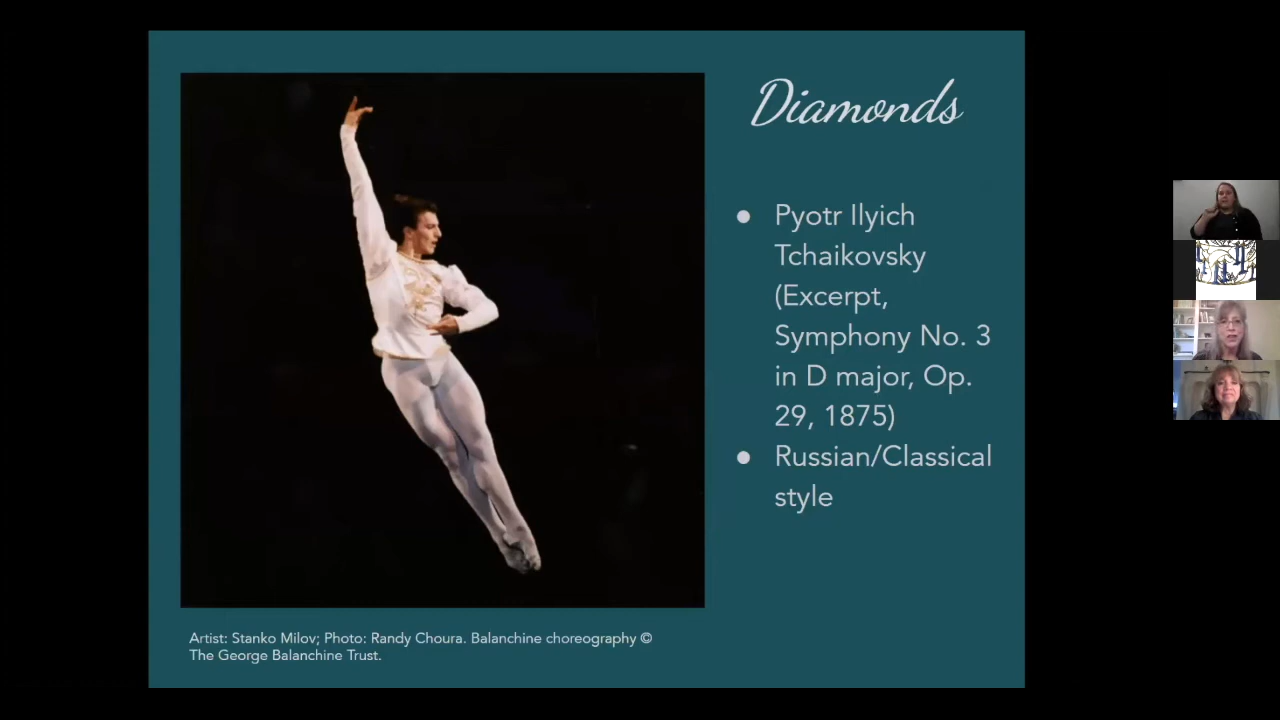 Diamonds
● Pyotr Ilyich
Tchaikovsky
(Excerpt,
Symphony No. 3
in D major, Op.
29, 1875)
● Russian/Classical
style
Artist: Stanko Milov; Photo: Randy Choura. Balanchine choreography ©
The George Balanchine Trust.